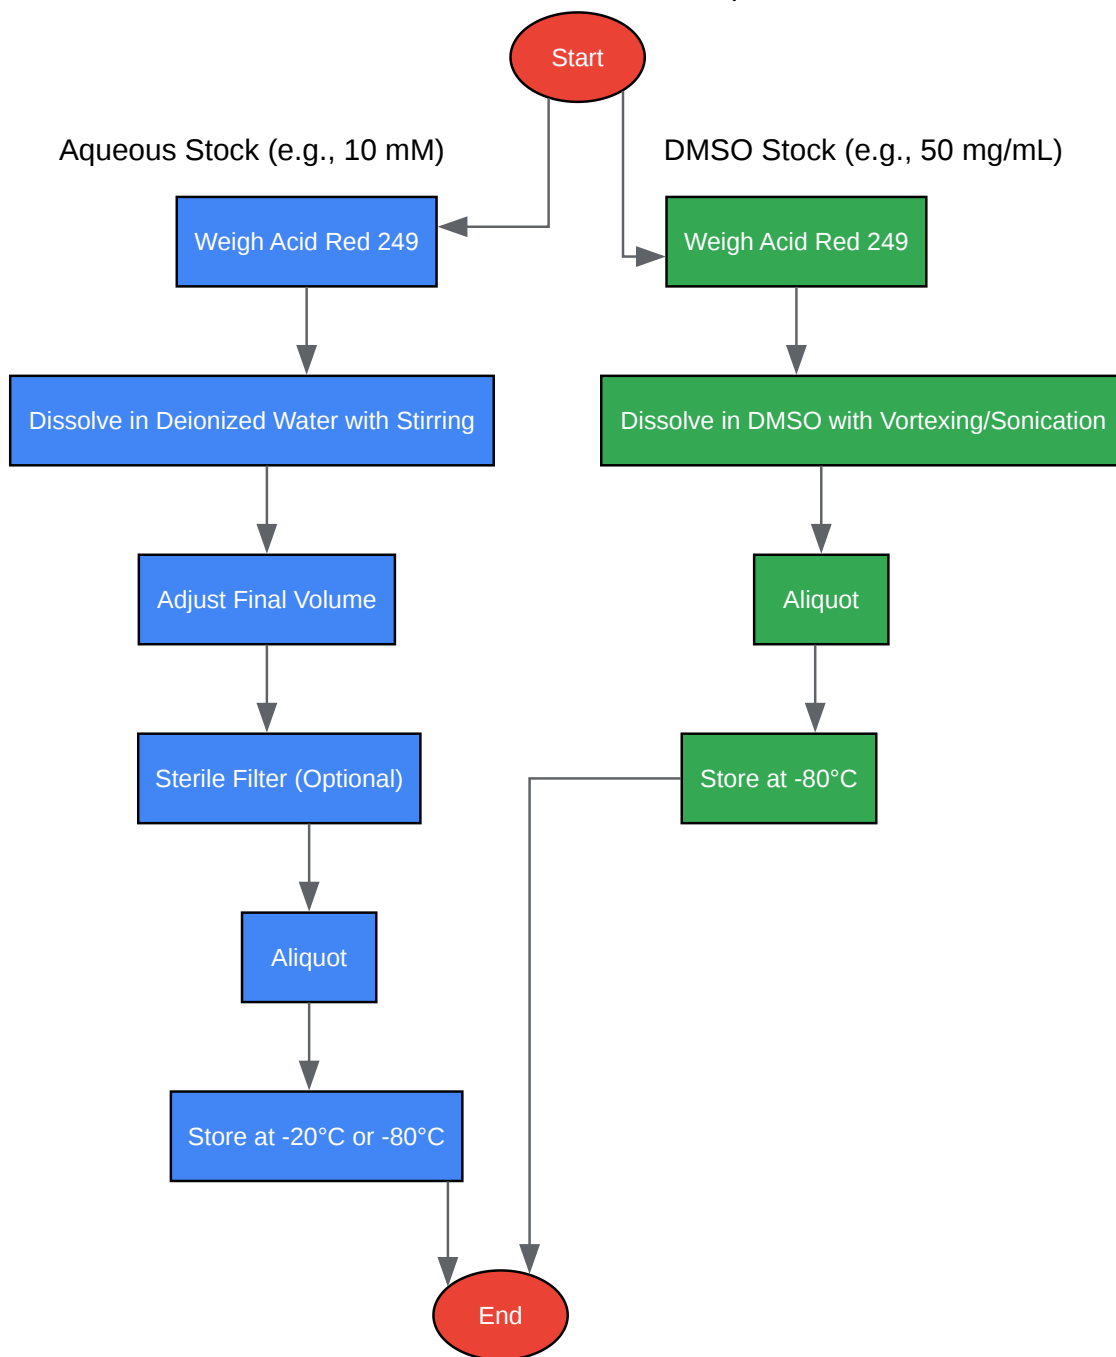 Start
Aqueous Stock (e.g., 10 mM)
Weigh Acid Red 249
Dissolve in Deionized Water with Stirring
Adjust Final Volume
Sterile Filter (Optional)
Aliquot
Store at -20°C or -80°C
DMSO Stock (e.g., 50 mg/mL)
Weigh Acid Red 249
Dissolve in DMSO with Vortexing/Sonication
Aliquot
Store at -80°C
End